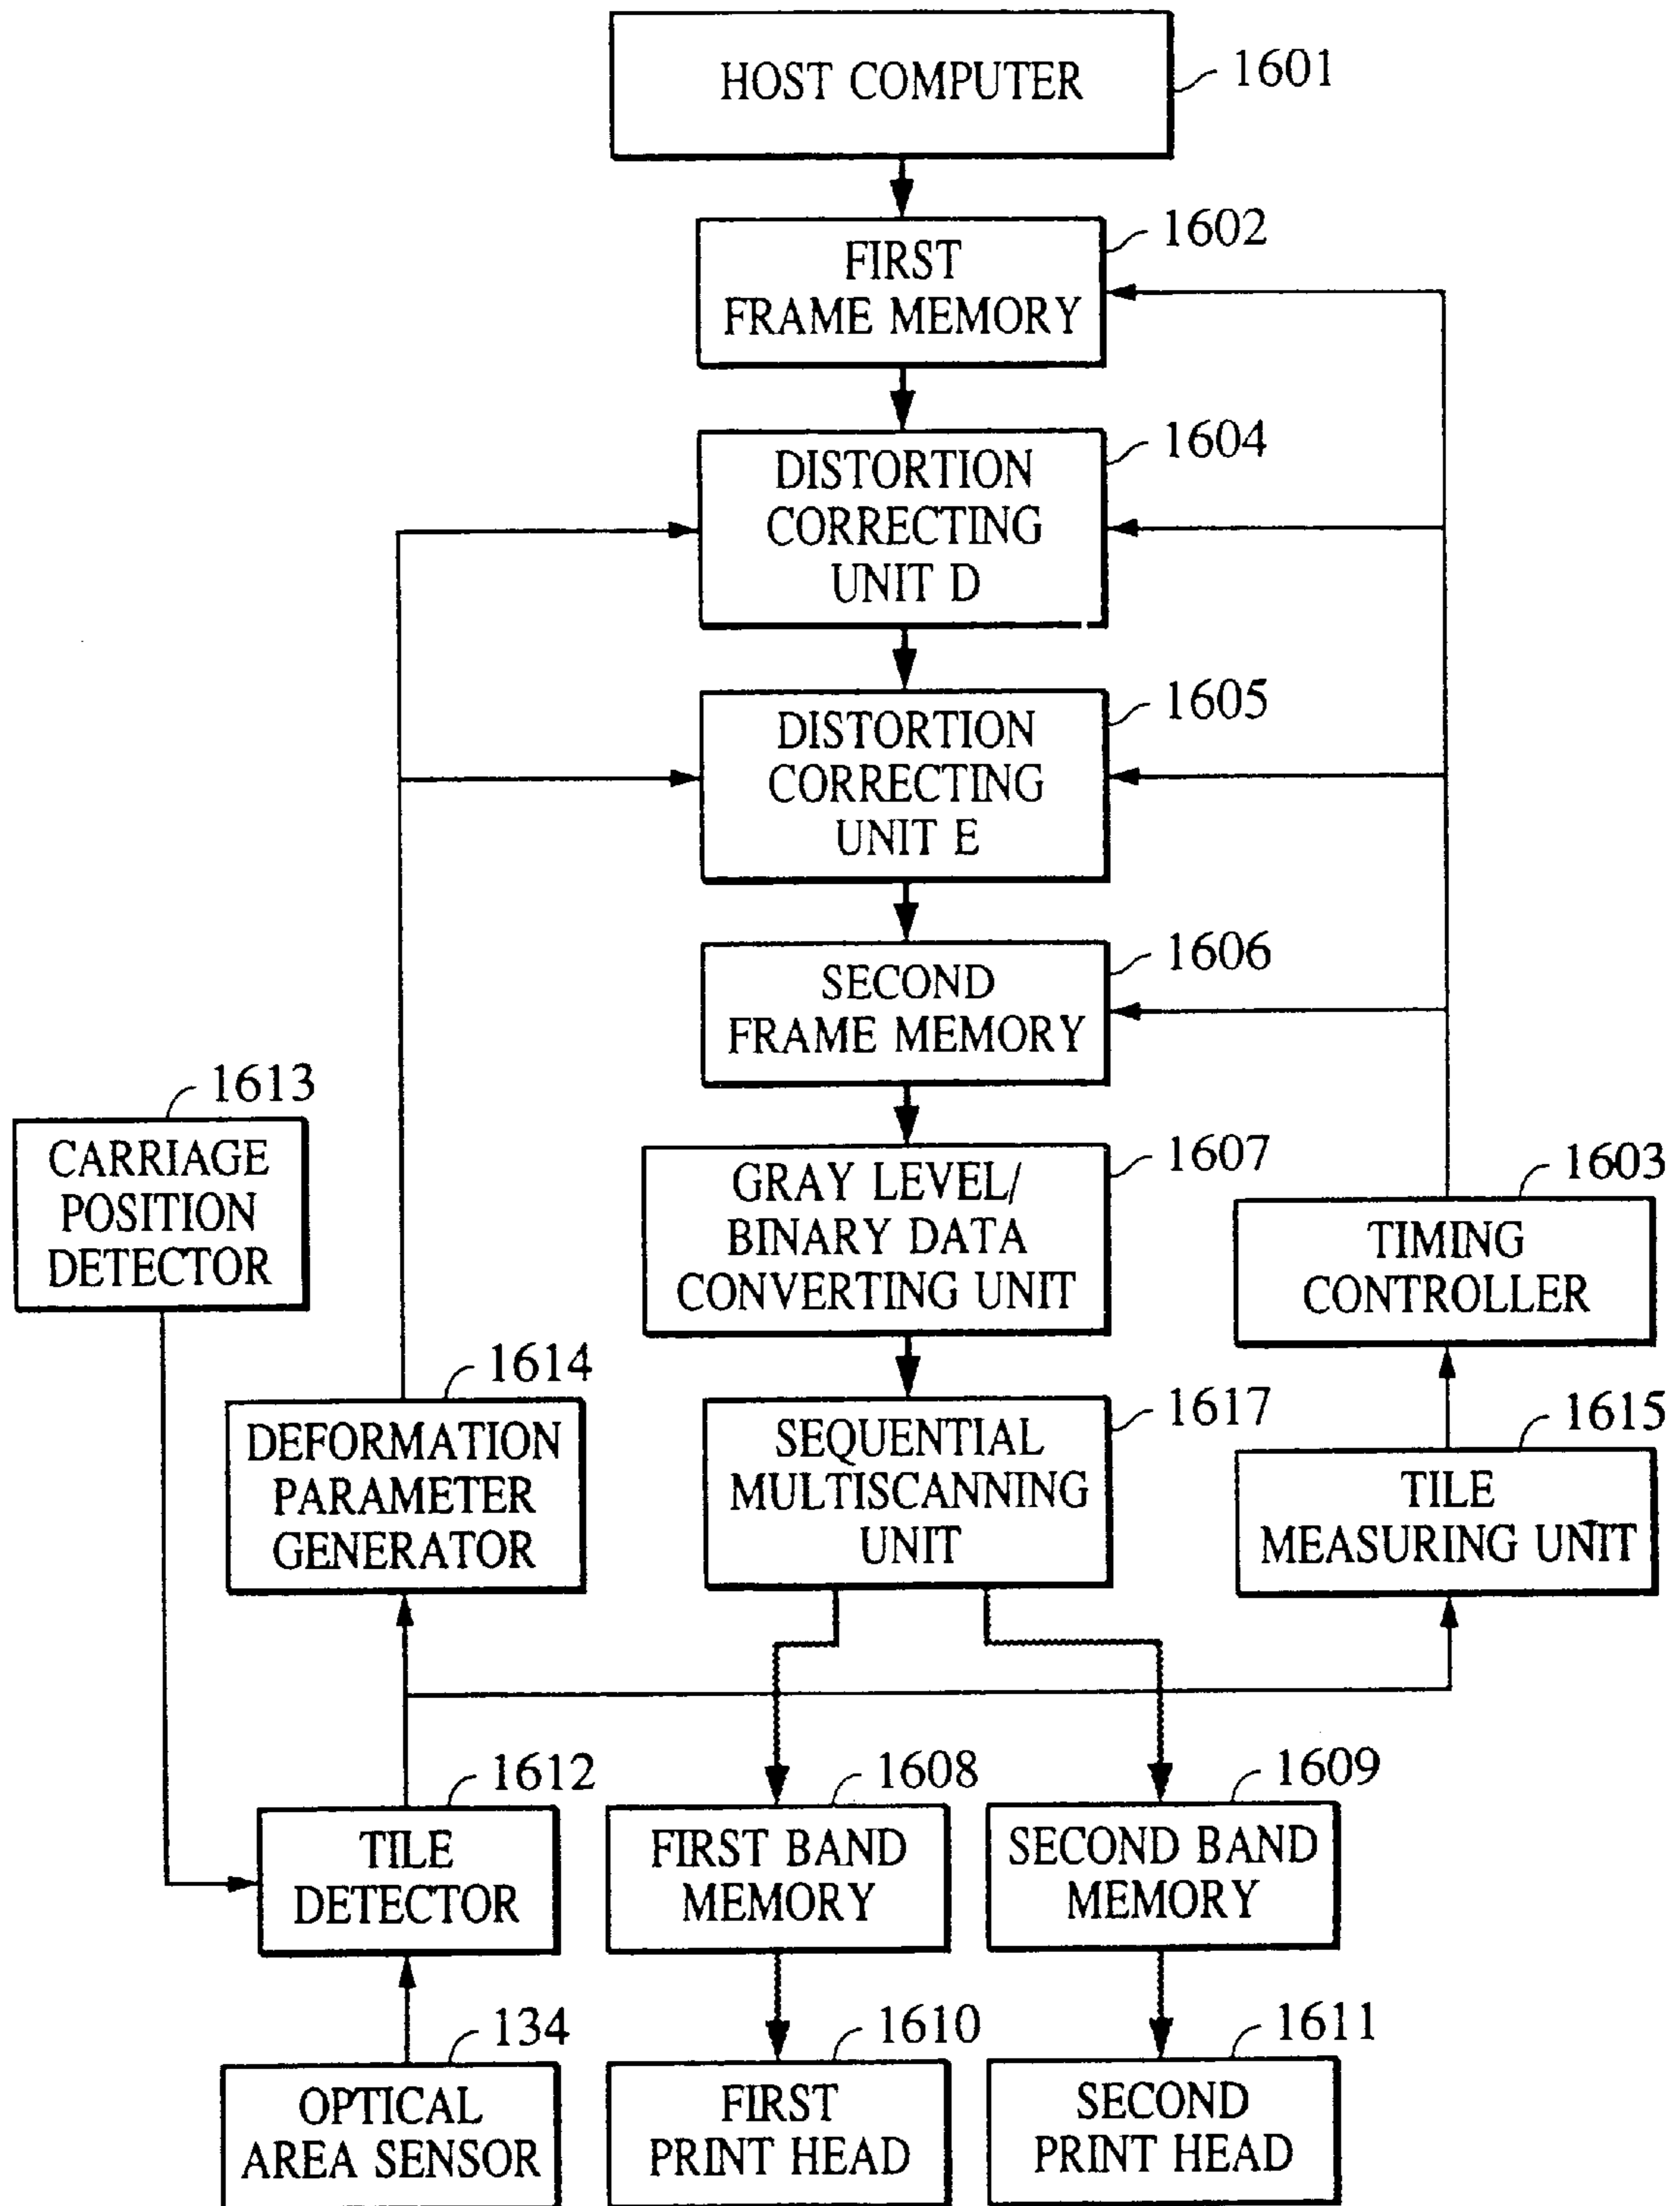 HOST COMPUTER
1601
1602
FIRST
FRAME MEMORY
1604
DISTORTION
CORRECTING
UNIT D
1605
DISTORTION
CORRECTING
UNIT E
1606
SECOND
FRAME MEMORY
1613
CARRIAGE
POSITION
DETECTOR
1607
GRAY LEVEL/
BINARY DATA
CONVERTING UNIT
1603
TIMING
CONTROLLER
1614
DEFORMATION
PARAMETER
GENERATOR
1617
SEQUENTIAL
MULTISCANNING
UNIT
1615
TILE
MEASURING UNIT
1612
TILE
DETECTOR
1608
FIRST BAND
MEMORY
1609
SECOND BAND
MEMORY
134
OPTICAL
AREA SENSOR
1610
FIRST
PRINT HEAD
1611
SECOND
PRINT HEAD